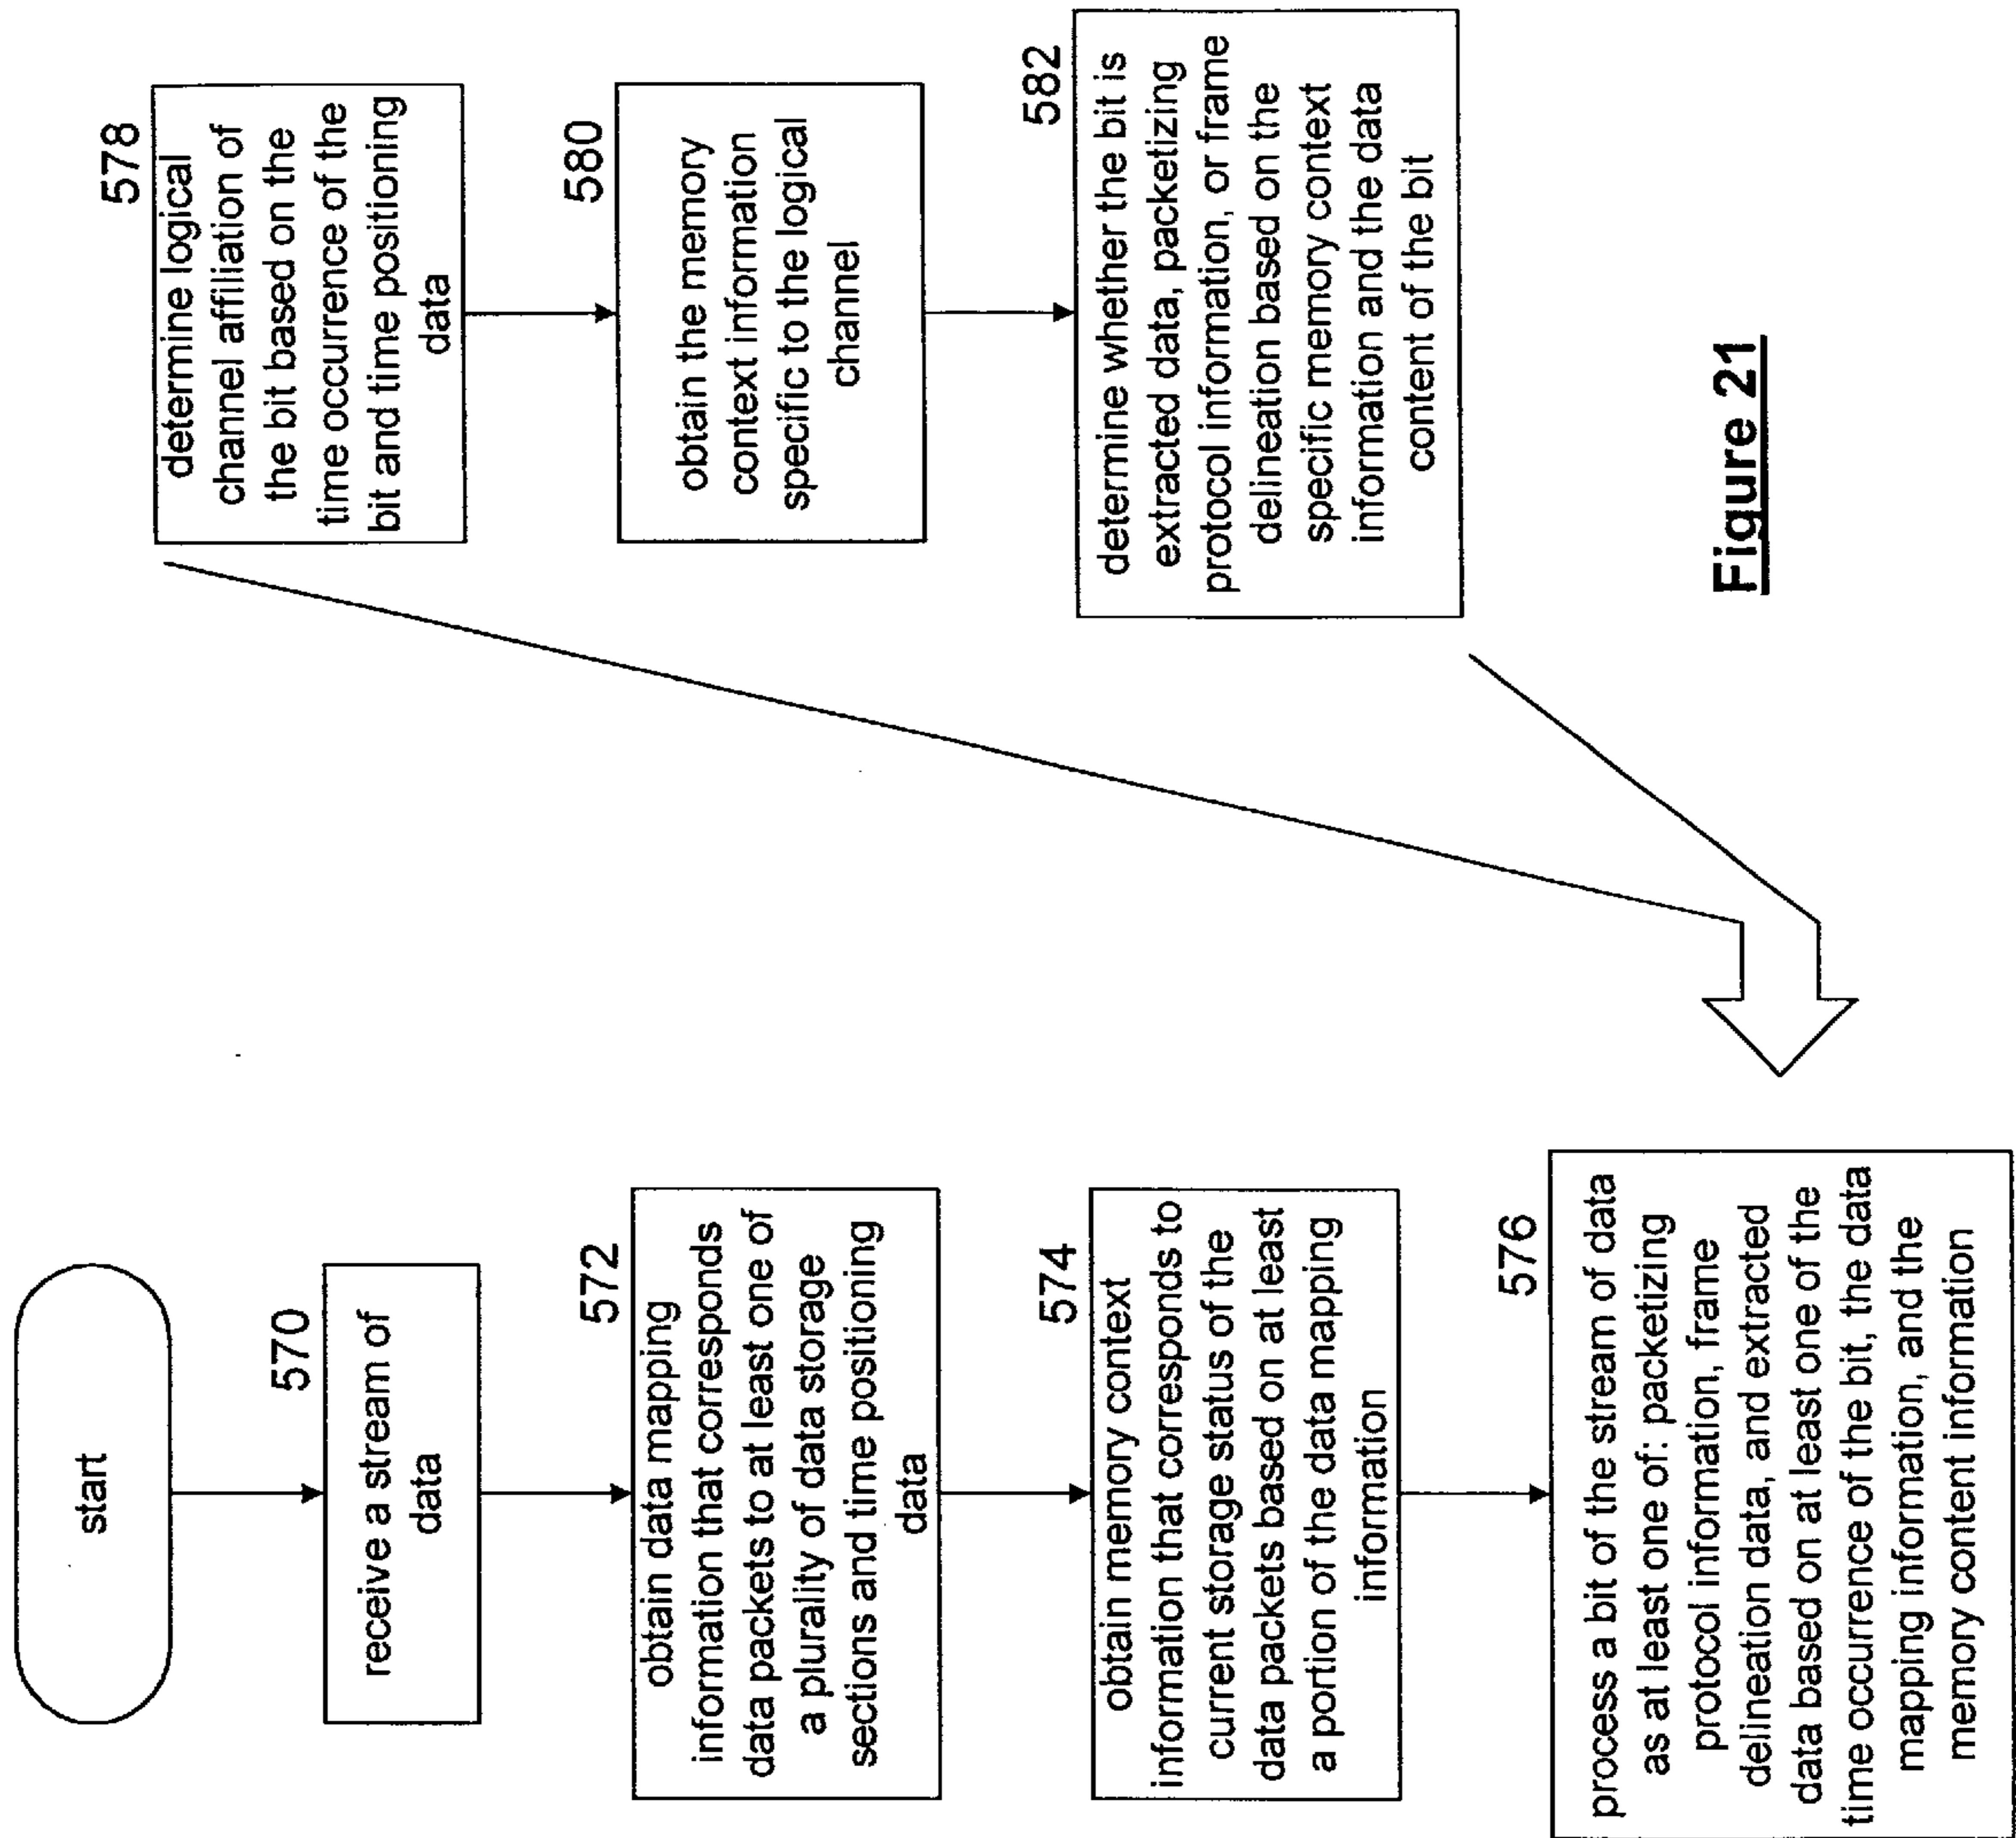 start
570
receive a stream of
data
572
obtain data mapping
information that corresponds
data packets to at least one of
a plurality of data storage
sections and time positioning
data
574
obtain memory context
information that corresponds to
current storage status of the
data packets based on at least
a portion of the data mapping
information
576
process a bit of the stream of data
as at least one of: packetizing
protocol information, frame
delineation data, and extracted
data based on at least one of the
time occurrence of the bit, the data
mapping information, and the
memory content information
578
determine logical
channel affiliation of
the bit based on the
time occurrence of the
bit and time positioning
data
580
obtain the memory
context information
specific to the logical
channel
582
determine whether the bit is
extracted data, packetizing
protocol information, or frame
delineation based on the
specific memory context
information and the data
content of the bit
Figure 21